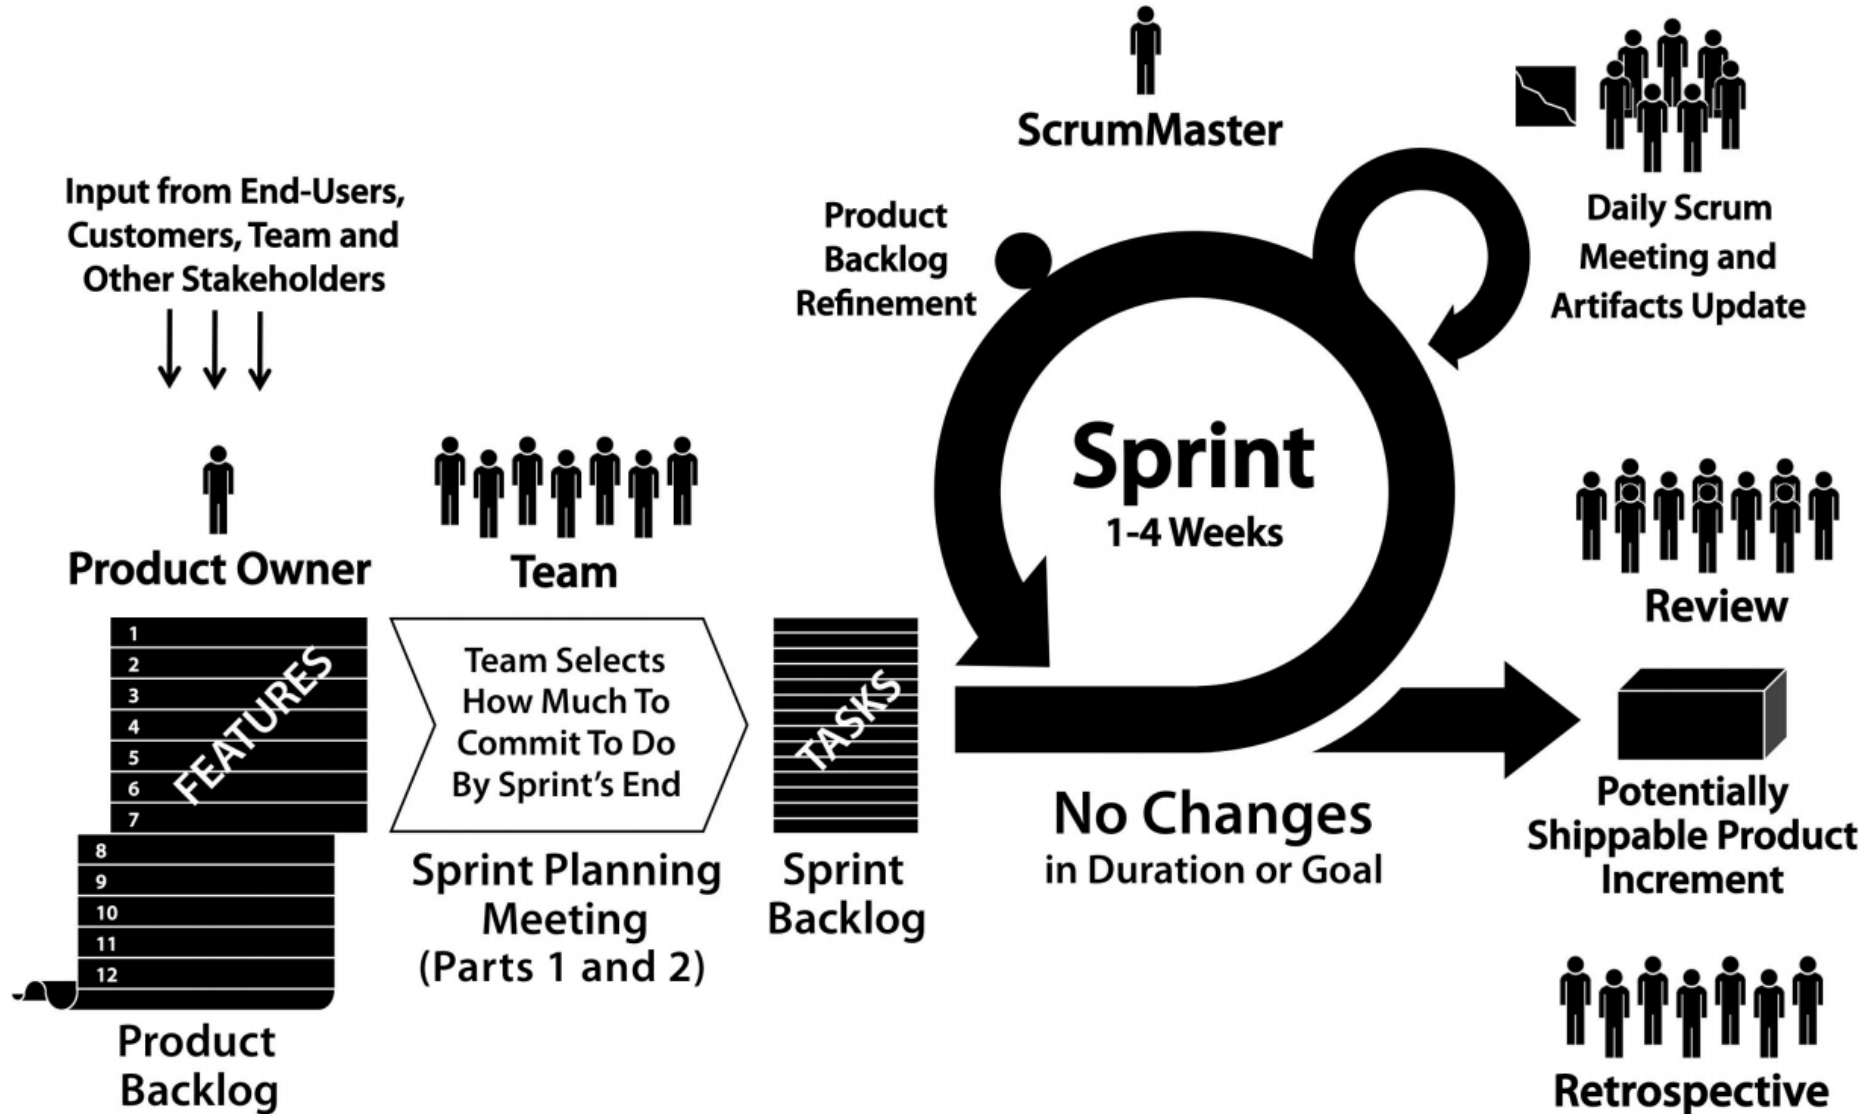 ScrumMaster
Input from End-Users,
Customers, Team and
Other Stakeholders
Product
Backlog
Refinement
Daily Scrum
Meeting and
Artifacts Update
Product Owner
Team
Sprint
1-4 Weeks
Review
1
2
3
4
5
6
7
FEATURES
8
9
10
11
12
Team Selects
How Much To
Commit To Do
By Sprint's End
TASKS
Sprint Planning
Meeting
(Parts 1 and 2)
Sprint
Backlog
No Changes
in Duration or Goal
Potentially
Shippable Product
Increment
Product
Backlog
Retrospective